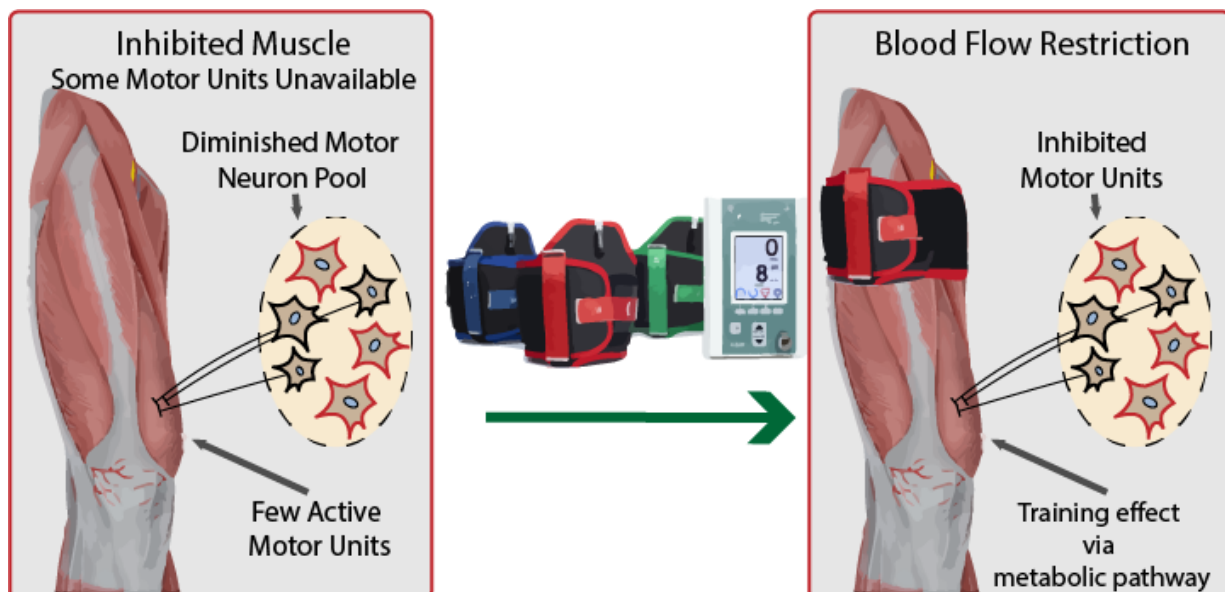 Inhibited Muscle
Some Motor Units Unavailable
Diminished Motor
Neuron Pool
Few Active
Motor Units
0
8
Blood Flow Restriction
Inhibited
Motor Units
Training effect
via
metabolic pathway